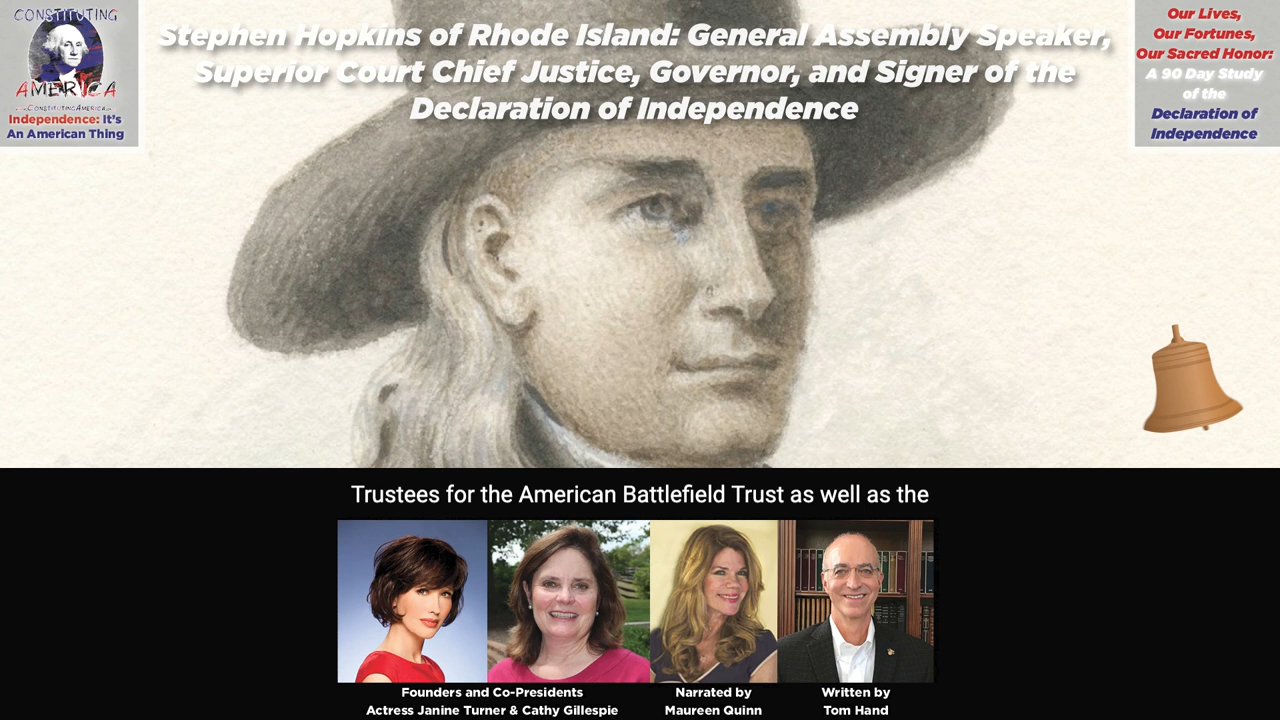 CONSTITUTING
AMERICA
ConstitutingAmerica.org
Independence: It's
An American Thing
Stephen Hopkins of Rhode Island: General Assembly Speaker,
Superior Court Chief Justice, Governor, and Signer of the
Declaration of Independence
Our Lives,
Our Fortunes,
Our Sacred Honor:
A 90 Day Study
of the
Declaration of
Independence
Trustees for the American Battlefield Trust as well as the
Founders and Co-Presidents
Actress Janine Turner & Cathy Gillespie
Narrated by
Maureen Quinn
Written by
Tom Hand